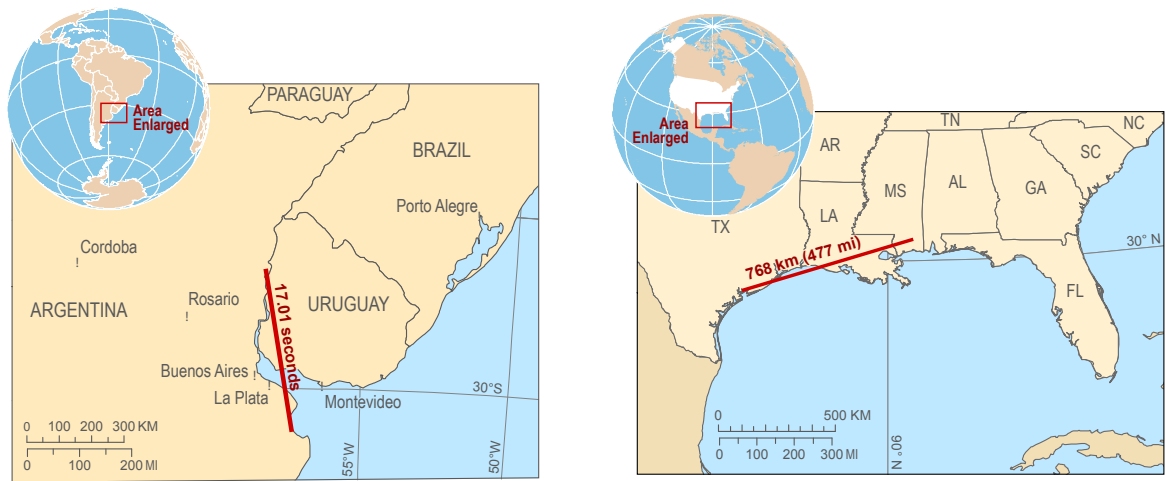 Area
Enlarged
PARAGUAY
BRAZIL
Porto Alegre
Cordoba
ARGENTINA
Rosario
URUGUAY
17.01 seconds
Buenos Aires
La Plata
Montevideo
30°S
0 100 200 300 KM
0 100 200 MI
55°W
50°W
Area
Enlarged
TN
NC
AR
SC
MS
AL
GA
LA
TX
768 km (477 mi)
30° N
FL
0 500 KM
0 100 200 300 MI
90° N